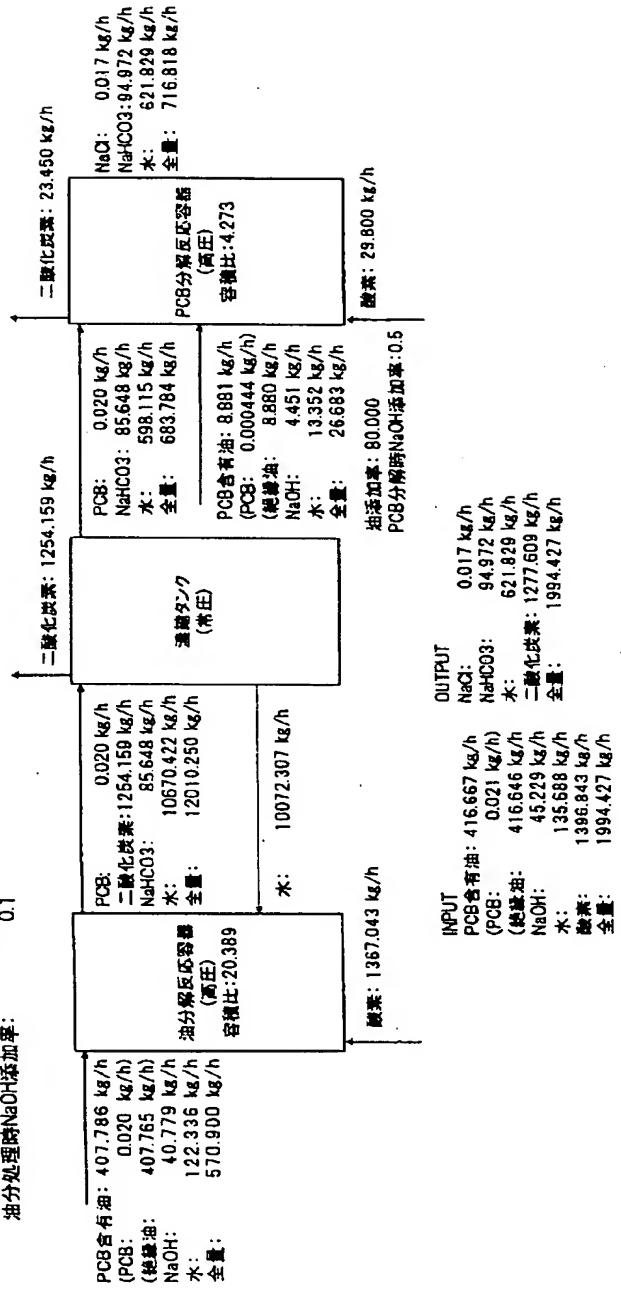 油分処理時NaOH添加率: 0.1
PCB含有油: 407.786 kg/h
(PCB: 0.020 kg/h)
(絶縁油: 407.765 kg/h)
NaOH: 40.779 kg/h
水: 122.336 kg/h
全量: 570.900 kg/h
油分解反応容器
(高圧)
容積比:20.389
酸素: 1367.043 kg/h
PCB: 0.020 kg/h
二酸化炭素:1254.159 kg/h
NaHCO3: 85.648 kg/h
水: 10670.422 kg/h
全量: 12010.250 kg/h
水: 10072.307 kg/h
二酸化炭素: 1254.159 kg/h
濃縮タンク
(常圧)
PCB: 0.020 kg/h
NaHCO3: 85.648 kg/h
水: 598.115 kg/h
全量: 683.784 kg/h
PCB含有油: 8.881 kg/h
(PCB: 0.000444 kg/h)
(絶縁油: 8.880 kg/h
NaOH: 4.451 kg/h
水: 13.352 kg/h
全量: 26.683 kg/h
油添加率: 80.000
PCB分解時NaOH添加率:0.5
二酸化炭素: 23.450 kg/h
PCB分解反応容器
(高圧)
容積比:4.273
酸素: 29.800 kg/h
NaCl: 0.017 kg/h
NaHCO3:94.972 kg/h
水: 621.829 kg/h
全量: 716.818 kg/h
INPUT
PCB含有油: 416.667 kg/h
(PCB: 0.021 kg/h)
(絶縁油: 416.646 kg/h
NaOH: 45.229 kg/h
水: 135.688 kg/h
酸素: 1396.843 kg/h
全量: 1994.427 kg/h
OUTPUT
NaCl: 0.017 kg/h
NaHCO3: 94.972 kg/h
水: 621.829 kg/h
二酸化炭素: 1277.609 kg/h
全量: 1994.427 kg/h